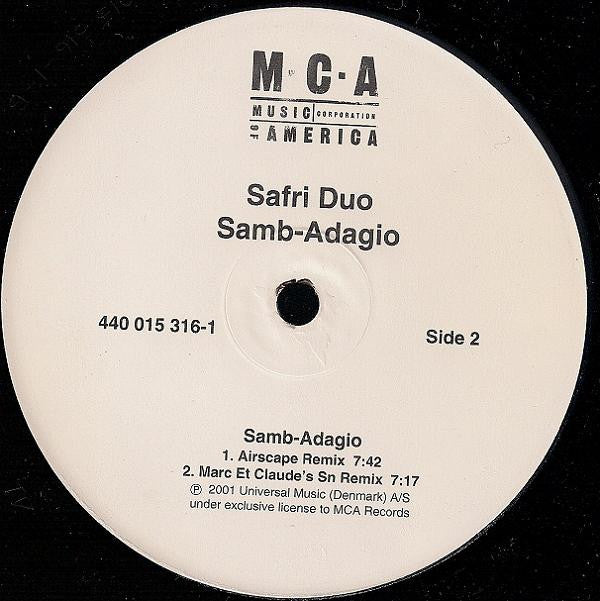 M·C·A
MUSIC CORPORATION
OF AMERICA
Safri Duo
Samb-Adagio
440 015 316-1
Side 2
Samb-Adagio
1. Airscape Remix 7:42
2. Marc Et Claude's Sn Remix 7:17
℗ 2001 Universal Music (Denmark) A/S
under exclusive license to MCA Records